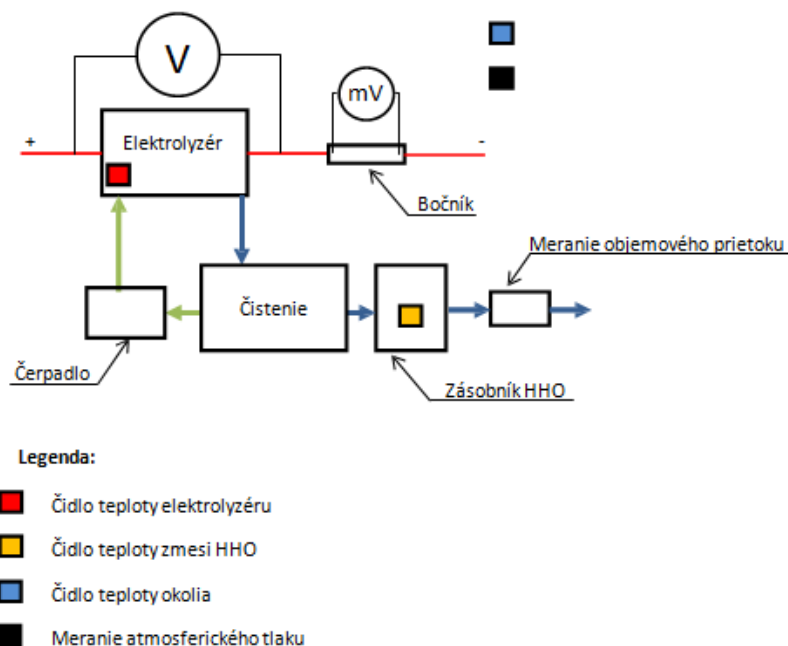 V
mV
+
Elektrolyzér
-
Bočník
Meranie objemového prietoku
Čistenie
Čerpadlo
Zásobník HHO
Legenda:
Čidlo teploty elektrolyzéru
Čidlo teploty zmesi HHO
Čidlo teploty okolia
Meranie atmosferického tlaku